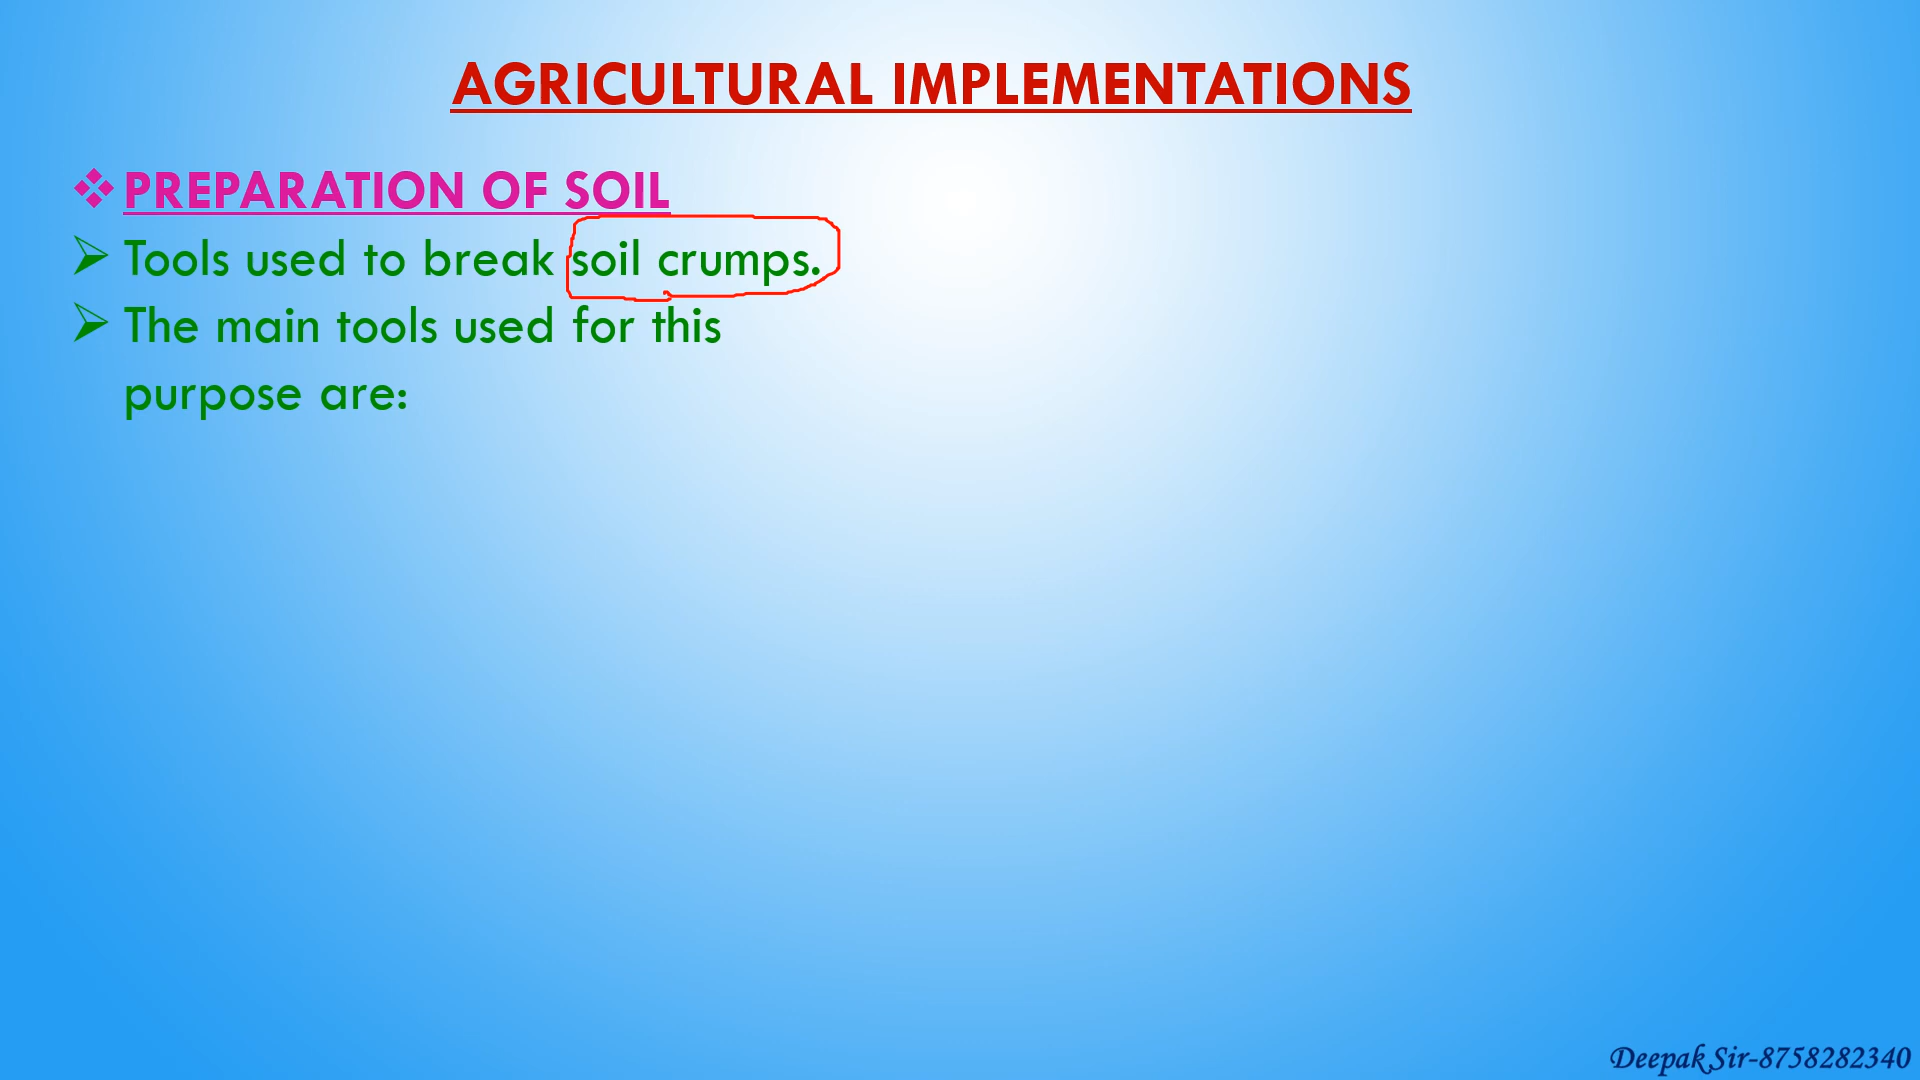 AGRICULTURAL IMPLEMENTATIONS
PREPARATION OF SOIL
Tools used to break soil crumps.
The main tools used for this
purpose are:
Deepak Sir-8758282340